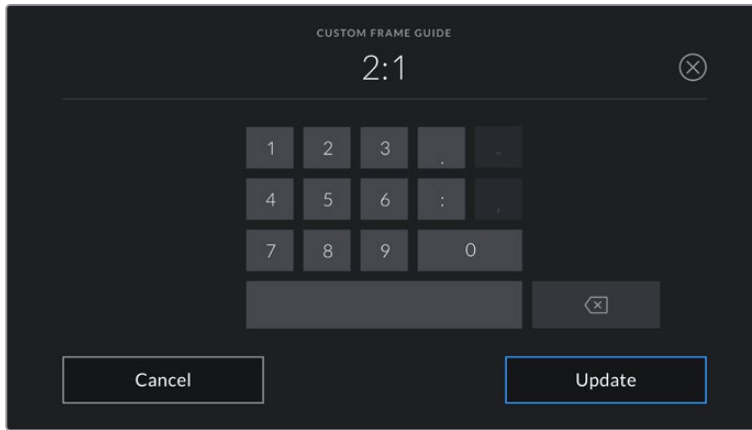 CUSTOM FRAME GUIDE
2:1
1 2 3 . -
4 5 6 : ,
7 8 9 0
Cancel Update